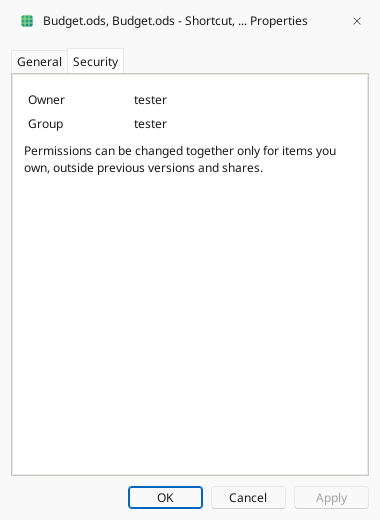 Budget.ods, Budget.ods - Shortcut, ... Properties
General Security
Owner tester
Group tester
Permissions can be changed together only for items you
own, outside previous versions and shares.
OK Cancel Apply